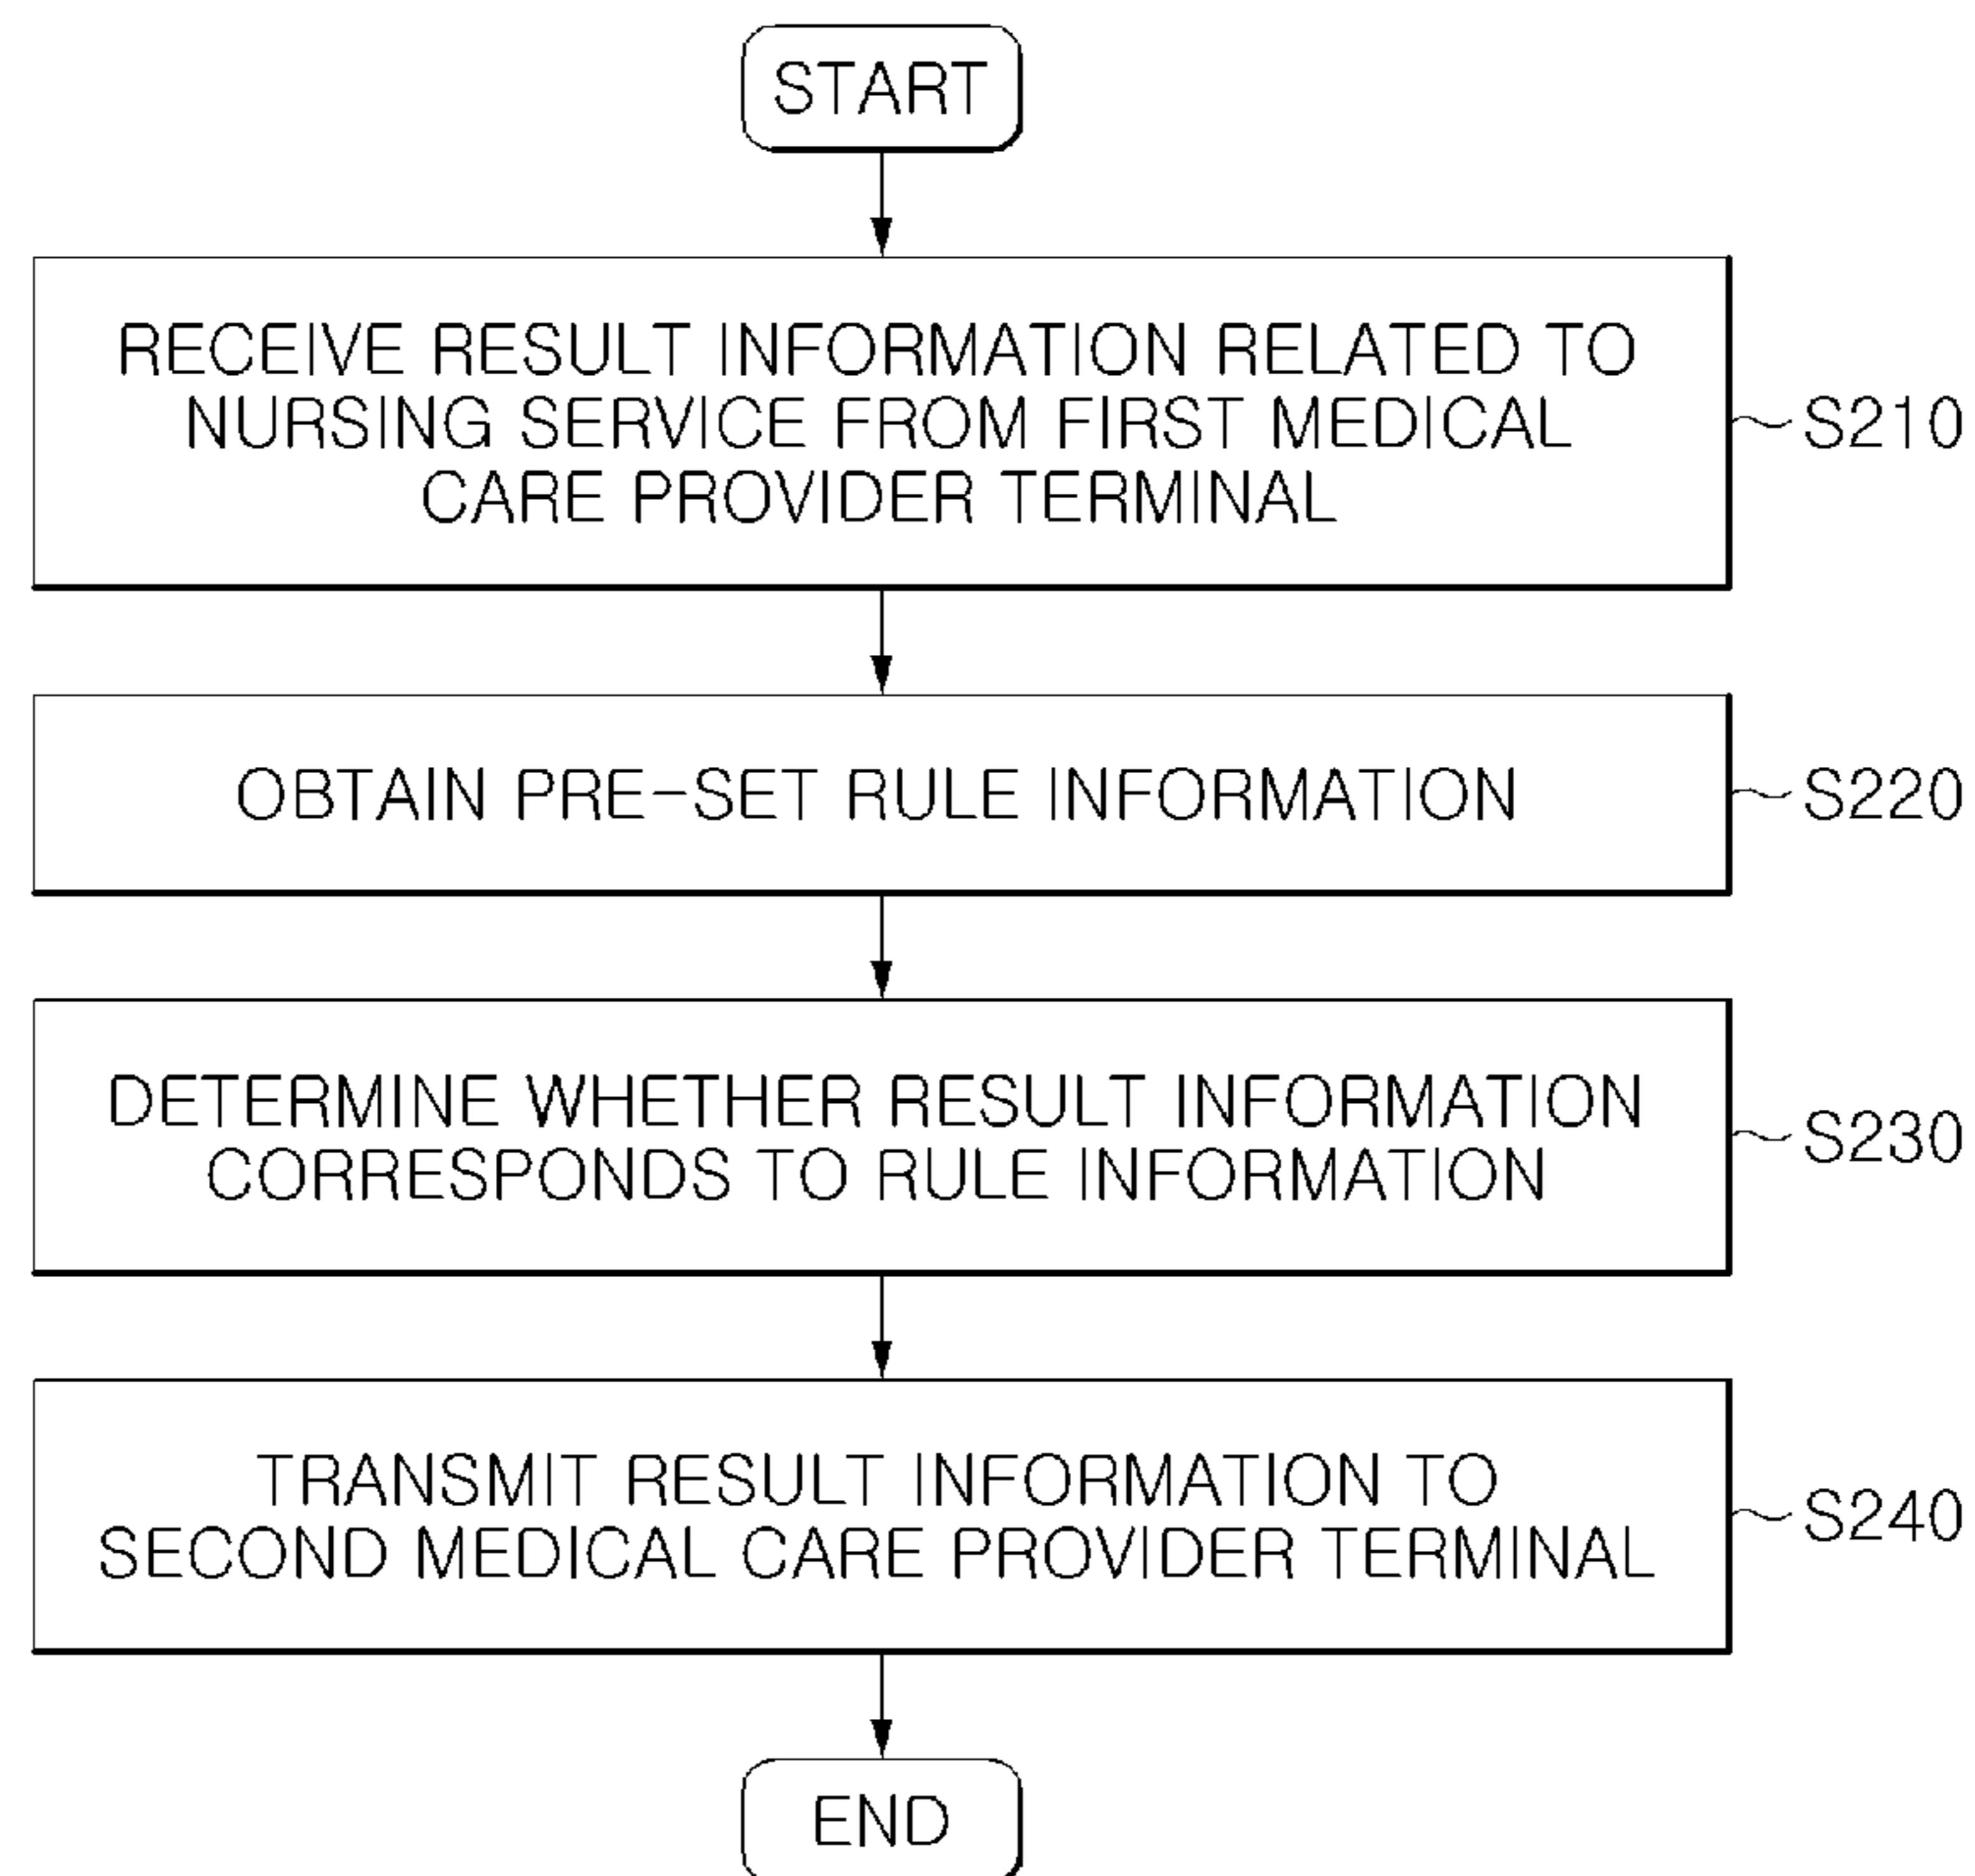 START
RECEIVE RESULT INFORMATION RELATED TO
NURSING SERVICE FROM FIRST MEDICAL
CARE PROVIDER TERMINAL
S210
OBTAIN PRE-SET RULE INFORMATION
S220
DETERMINE WHETHER RESULT INFORMATION
CORRESPONDS TO RULE INFORMATION
S230
TRANSMIT RESULT INFORMATION TO
SECOND MEDICAL CARE PROVIDER TERMINAL
S240
END